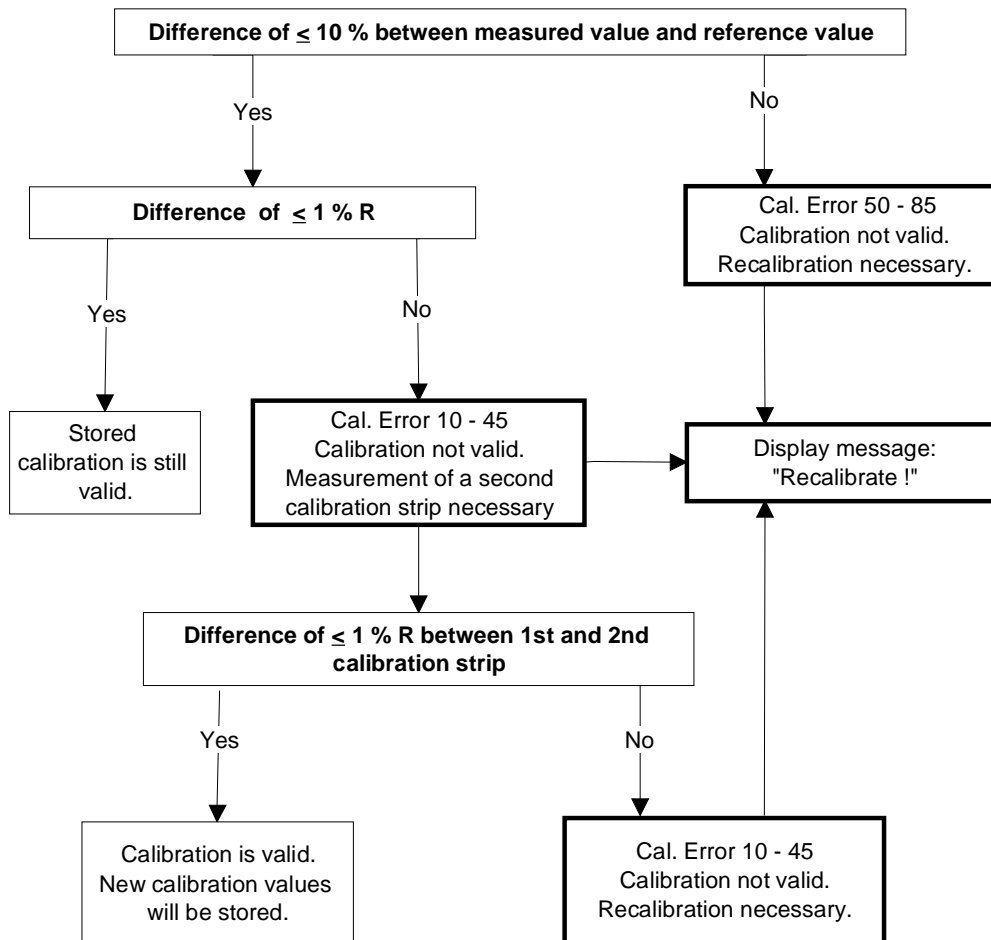 Difference of ≤ 10 % between measured value and reference value
Yes
No
Difference of ≤ 1 % R
Cal. Error 50 - 85
Calibration not valid.
Recalibration necessary.
Yes
No
Stored
calibration is still
valid.
Cal. Error 10 - 45
Calibration not valid.
Measurement of a second
calibration strip necessary
Display message:
"Recalibrate !"
Difference of ≤ 1 % R between 1st and 2nd
calibration strip
Yes
No
Calibration is valid.
New calibration values
will be stored.
Cal. Error 10 - 45
Calibration not valid.
Recalibration necessary.